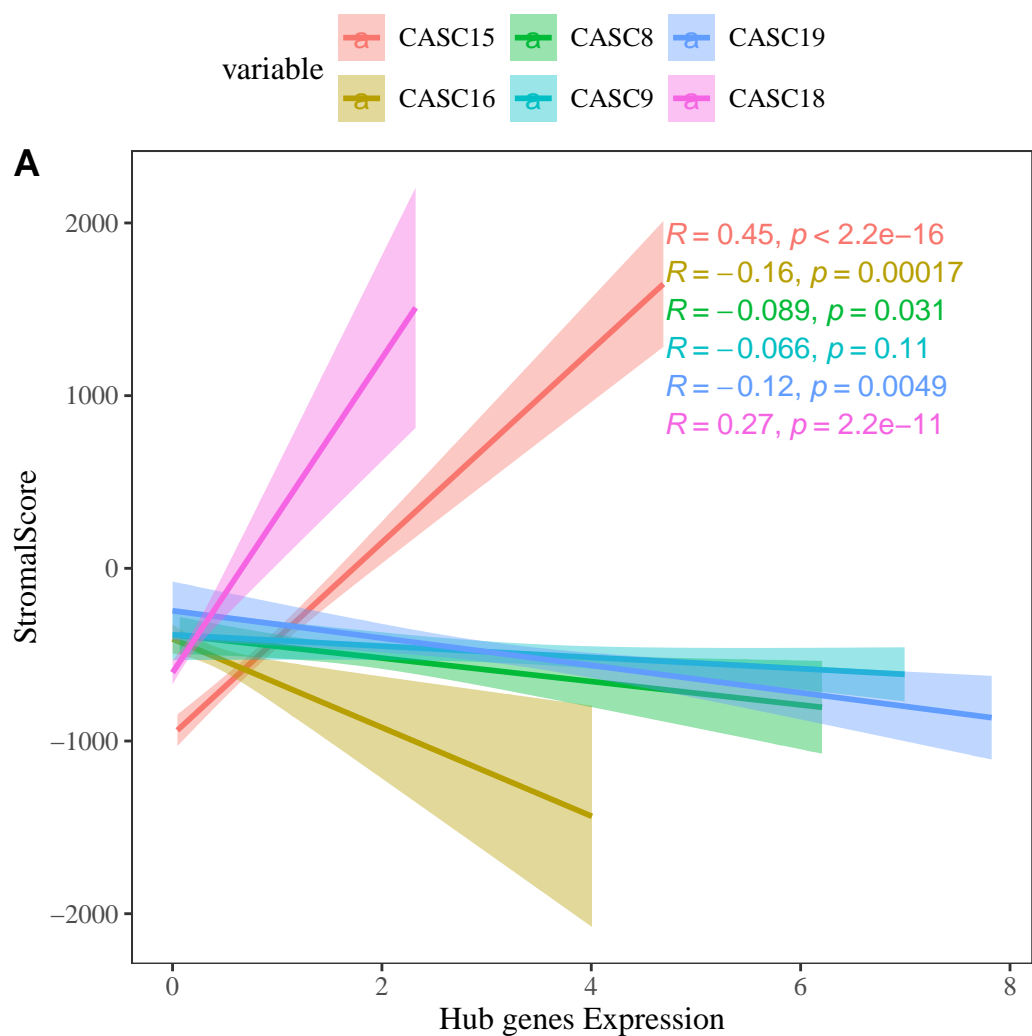 variable
a CASC15 a CASC8 a CASC19
a CASC16 a CASC9 a CASC18
A
StromalScore
2000
1000
0
−1000
−2000
R = 0.45, p < 2.2e−16
R = −0.16, p = 0.00017
R = −0.089, p = 0.031
R = −0.066, p = 0.11
R = −0.12, p = 0.0049
R = 0.27, p = 2.2e−11
0 2 4 6 8
Hub genes Expression